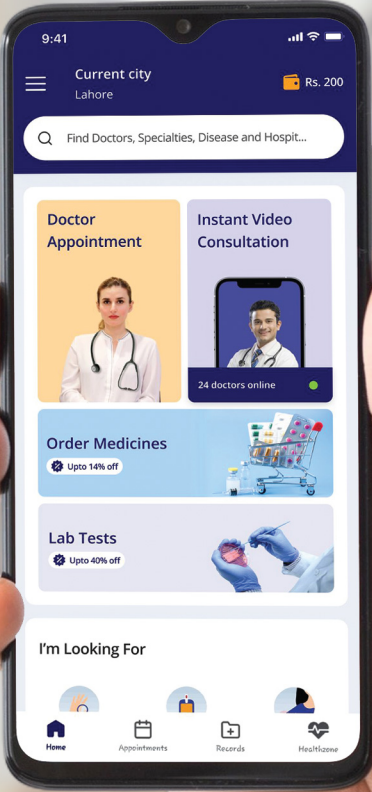 9:41
Current city
Lahore
Rs. 200
Find Doctors, Specialties, Disease and Hospit...
Doctor
Appointment
Instant Video
Consultation
24 doctors online
Order Medicines
Upto 14% off
Lab Tests
Upto 40% off
I'm Looking For
Home
Appointments
Records
Healthzone